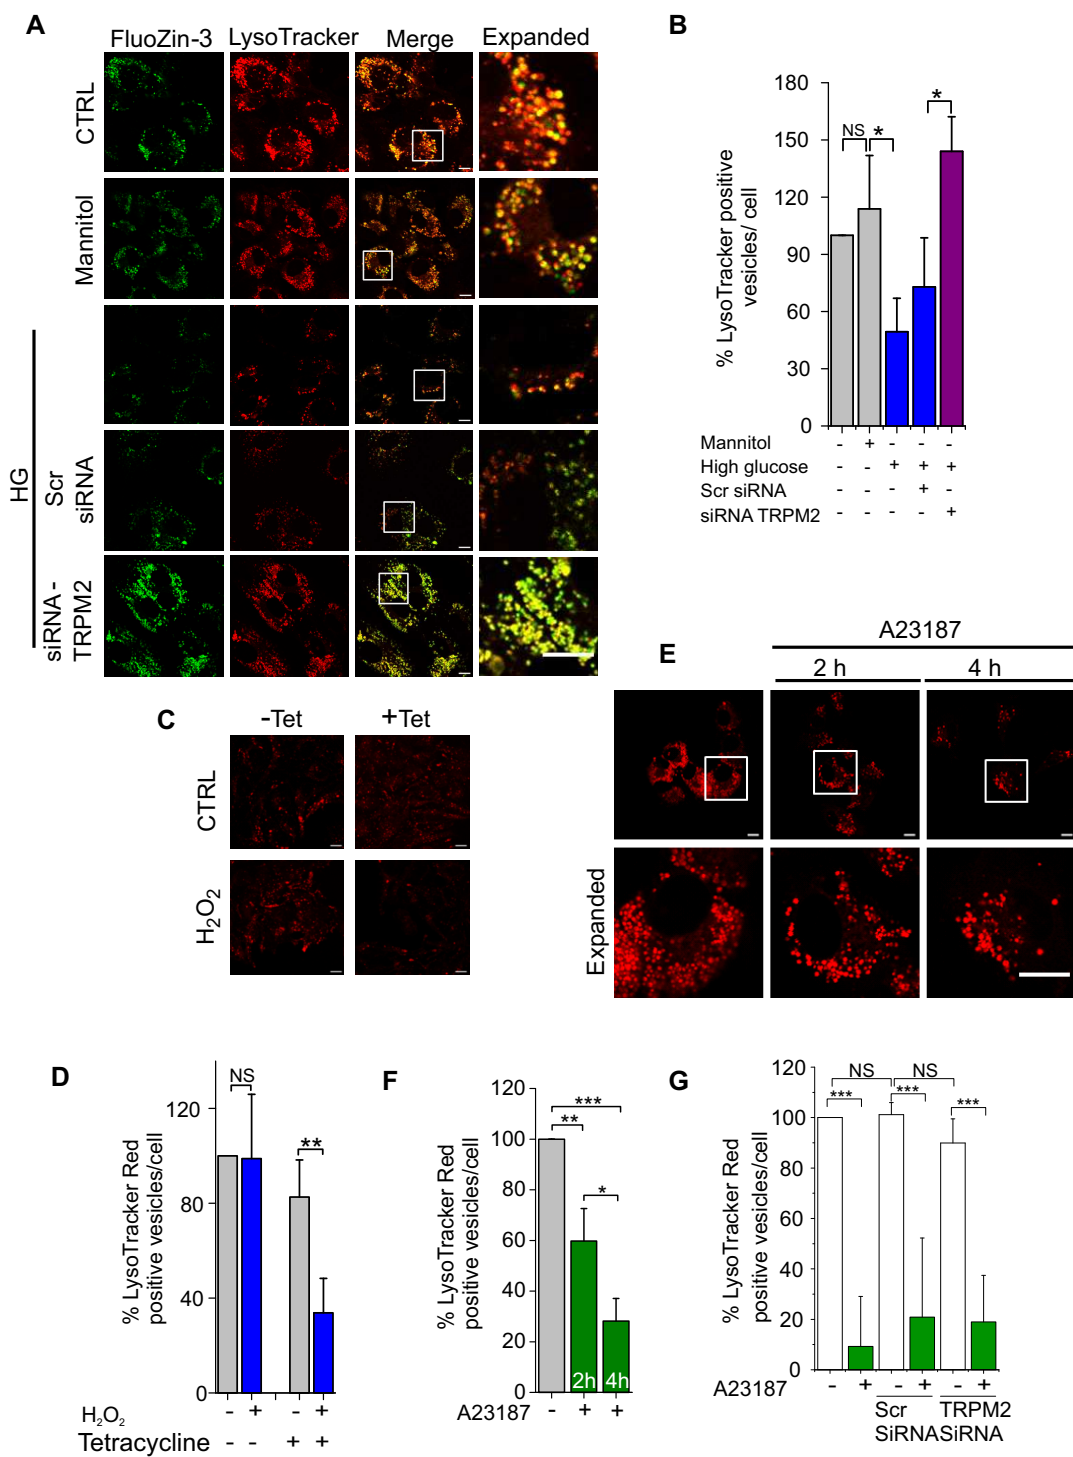 A
FluoZin-3 LysoTracker Merge Expanded
CTRL
Mannitol
HG
Scr
siRNA
siRNA -
TRPM2
B
% LysoTracker positive
vesicles/ cell
180
150
120
90
60
30
0
NS * *
Mannitol - + - - -
High glucose - - + + +
Scr siRNA - - - + -
siRNA TRPM2 - - - - +
C
-Tet +Tet
CTRL
H₂O₂
E
A23187
2 h 4 h
Expanded
D
% LysoTracker Red
positive vesicles/cell
120
80
40
0
NS **
H₂O₂ - + - +
Tetracycline - - + +
F
% LysoTracker Red
positive vesicles/cell
120
100
80
60
40
20
0
***
**
*
2h 4h
A23187 - + +
G
% LysoTracker Red
positive vesicles/cell
120
100
80
60
40
20
0
NS NS
*** *** ***
A23187 - + - + - +
Scr TRPM2
SiRNA SiRNA